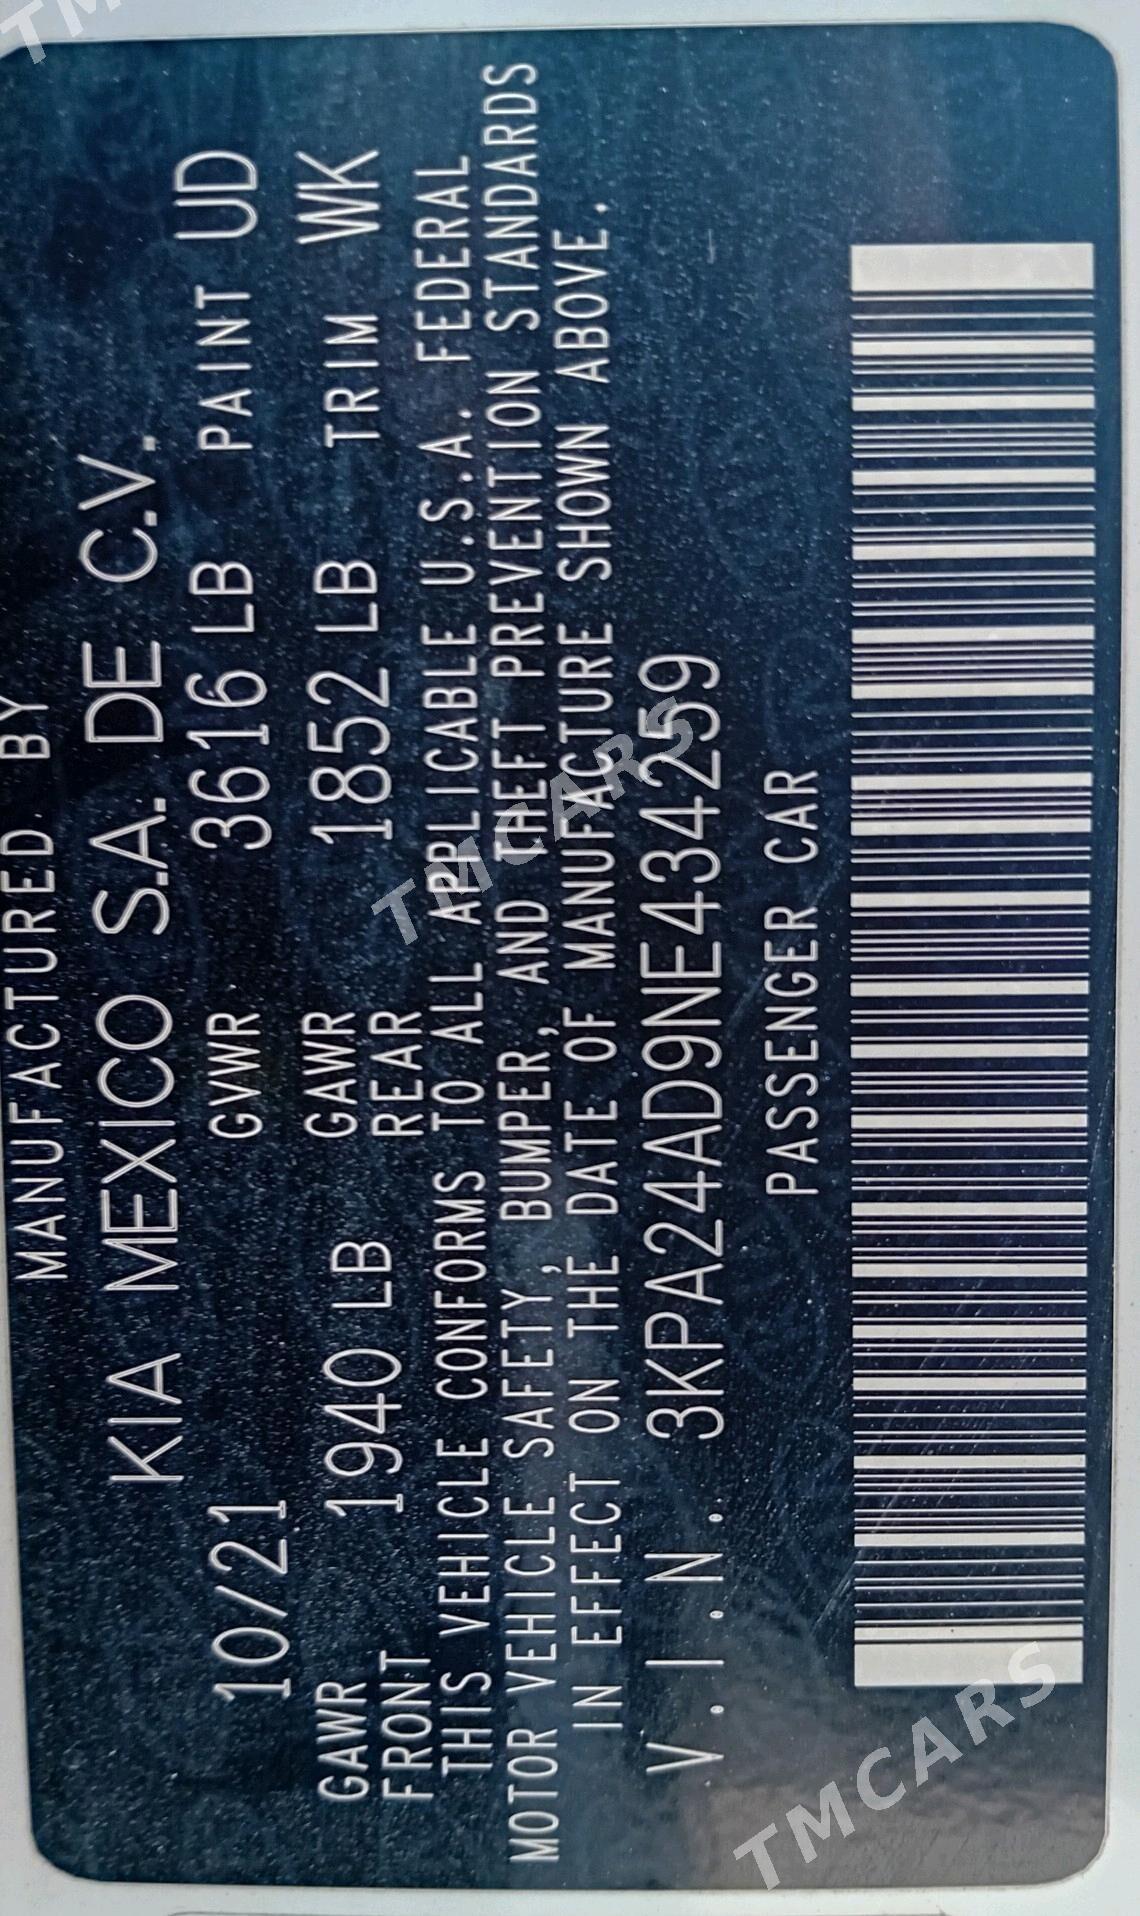 MANUFACTURED BY
KIA MEXICO S.A. DE C.V.
10/21 GVWR 3616 LB PAINT UD
GAWR FRONT 1940 LB GAWR REAR 1852 LB TRIM WK
THIS VEHICLE CONFORMS TO ALL APPLICABLE U.S.A. FEDERAL
MOTOR VEHICLE SAFETY, BUMPER, AND THEFT PREVENTION STANDARDS
IN EFFECT ON THE DATE OF MANUFACTURE SHOWN ABOVE.
V.I.N. 3KPA24AD9NE434259
PASSENGER CAR
TMCARS
TMCARS